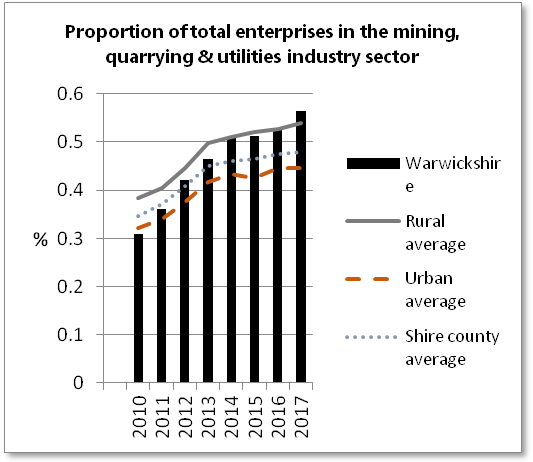 Proportion of total enterprises in the mining,
quarrying & utilities industry sector
0.6
0.5
0.4
0.3
0.2
0.1
0
%
2010
2011
2012
2013
2014
2015
2016
2017
Warwickshir
e
Rural
average
Urban
average
Shire county
average